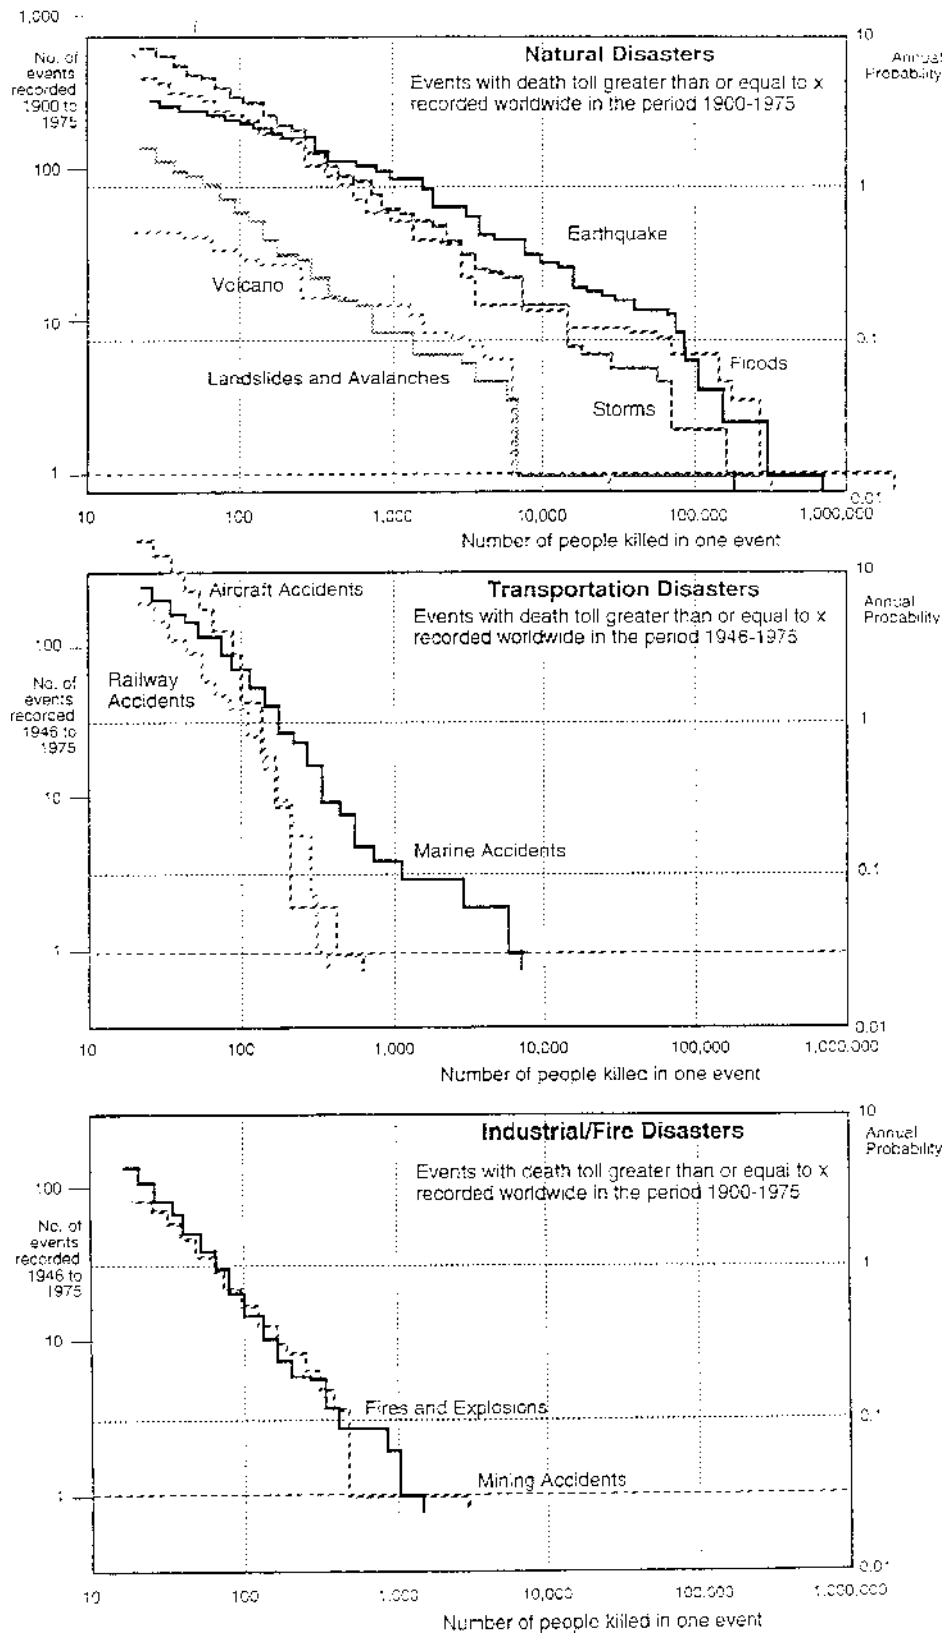 1,000
10
Natural Disasters
Annual
Probability
No. of
events
recorded
1900 to
1975
Events with death toll greater than or equal to x
recorded worldwide in the period 1900-1975
100
1
Earthquake
Volcano
10
0.1
Floods
Landslides and Avalanches
Storms
1
0.01
10
100
1,000
10,000
100,000
1,000,000
Number of people killed in one event
10
Aircraft Accidents
Transportation Disasters
Annual
Probability
Events with death toll greater than or equal to x
recorded worldwide in the period 1946-1975
100
Railway
Accidents
No. of
events
recorded
1946 to
1975
1
10
Marine Accidents
0.1
1
0.01
10
100
1,000
10,000
100,000
1,000,000
Number of people killed in one event
10
Industrial/Fire Disasters
Annual
Probability
Events with death toll greater than or equal to x
recorded worldwide in the period 1900-1975
100
No. of
events
recorded
1946 to
1975
1
10
Fires and Explosions
0.1
Mining Accidents
1
0.01
10
100
1,000
10,000
100,000
1,000,000
Number of people killed in one event